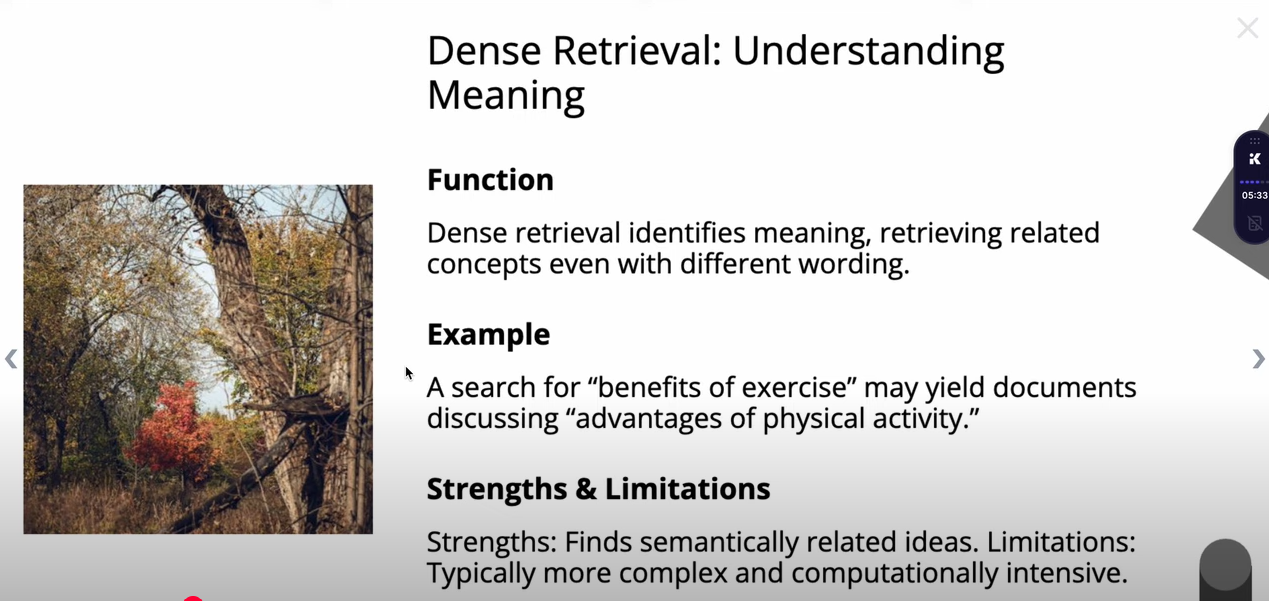 Dense Retrieval: Understanding
Meaning
Function
Dense retrieval identifies meaning, retrieving related
concepts even with different wording.
Example
A search for “benefits of exercise” may yield documents
discussing “advantages of physical activity.”
Strengths & Limitations
Strengths: Finds semantically related ideas. Limitations:
Typically more complex and computationally intensive.
05:33